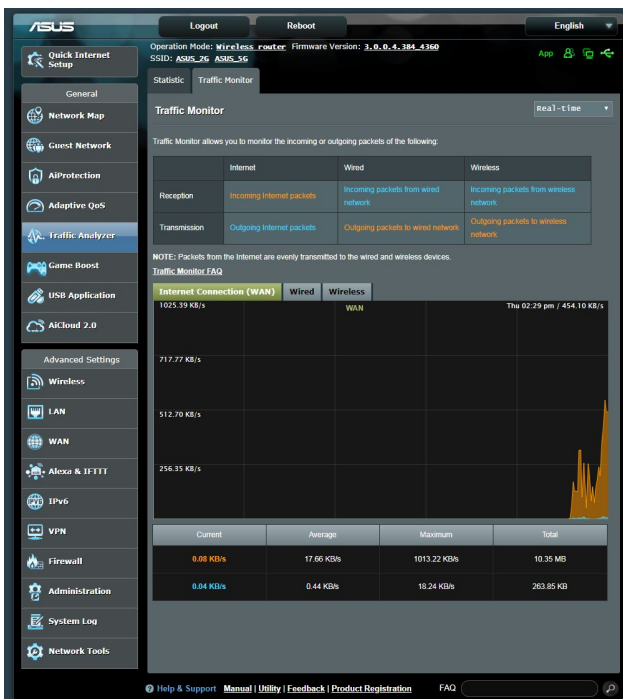 ASUS
Logout
Reboot
English
Quick Internet
Setup
Operation Mode: Wireless router Firmware Version: 3.0.0.4.384_4360
SSID: ASUS_2G ASUS_5G
App
Statistic
Traffic Monitor
General
Network Map
Guest Network
AiProtection
Adaptive QoS
Traffic Analyzer
Game Boost
USB Application
AiCloud 2.0
Advanced Settings
Wireless
LAN
WAN
Alexa & IFTTT
IPv6
VPN
Firewall
Administration
System Log
Network Tools
Traffic Monitor
Real-time
Traffic Monitor allows you to monitor the incoming or outgoing packets of the following:
Internet
Wired
Wireless
Reception
Incoming Internet packets
Incoming packets from wired
network
Incoming packets from wireless
network
Transmission
Outgoing Internet packets
Outgoing packets to wired network
Outgoing packets to wireless
network
NOTE: Packets from the Internet are evenly transmitted to the wired and wireless devices.
Traffic Monitor FAQ
Internet Connection (WAN)
Wired
Wireless
1025.39 KB/s
WAN
Thu 02:29 pm / 454.10 KB/s
717.77 KB/s
512.70 KB/s
256.35 KB/s
Current
Average
Maximum
Total
0.08 KB/s
17.66 KB/s
1013.22 KB/s
10.35 MB
0.04 KB/s
0.44 KB/s
18.24 KB/s
263.85 KB
Help & Support
Manual | Utility | Feedback | Product Registration
FAQ